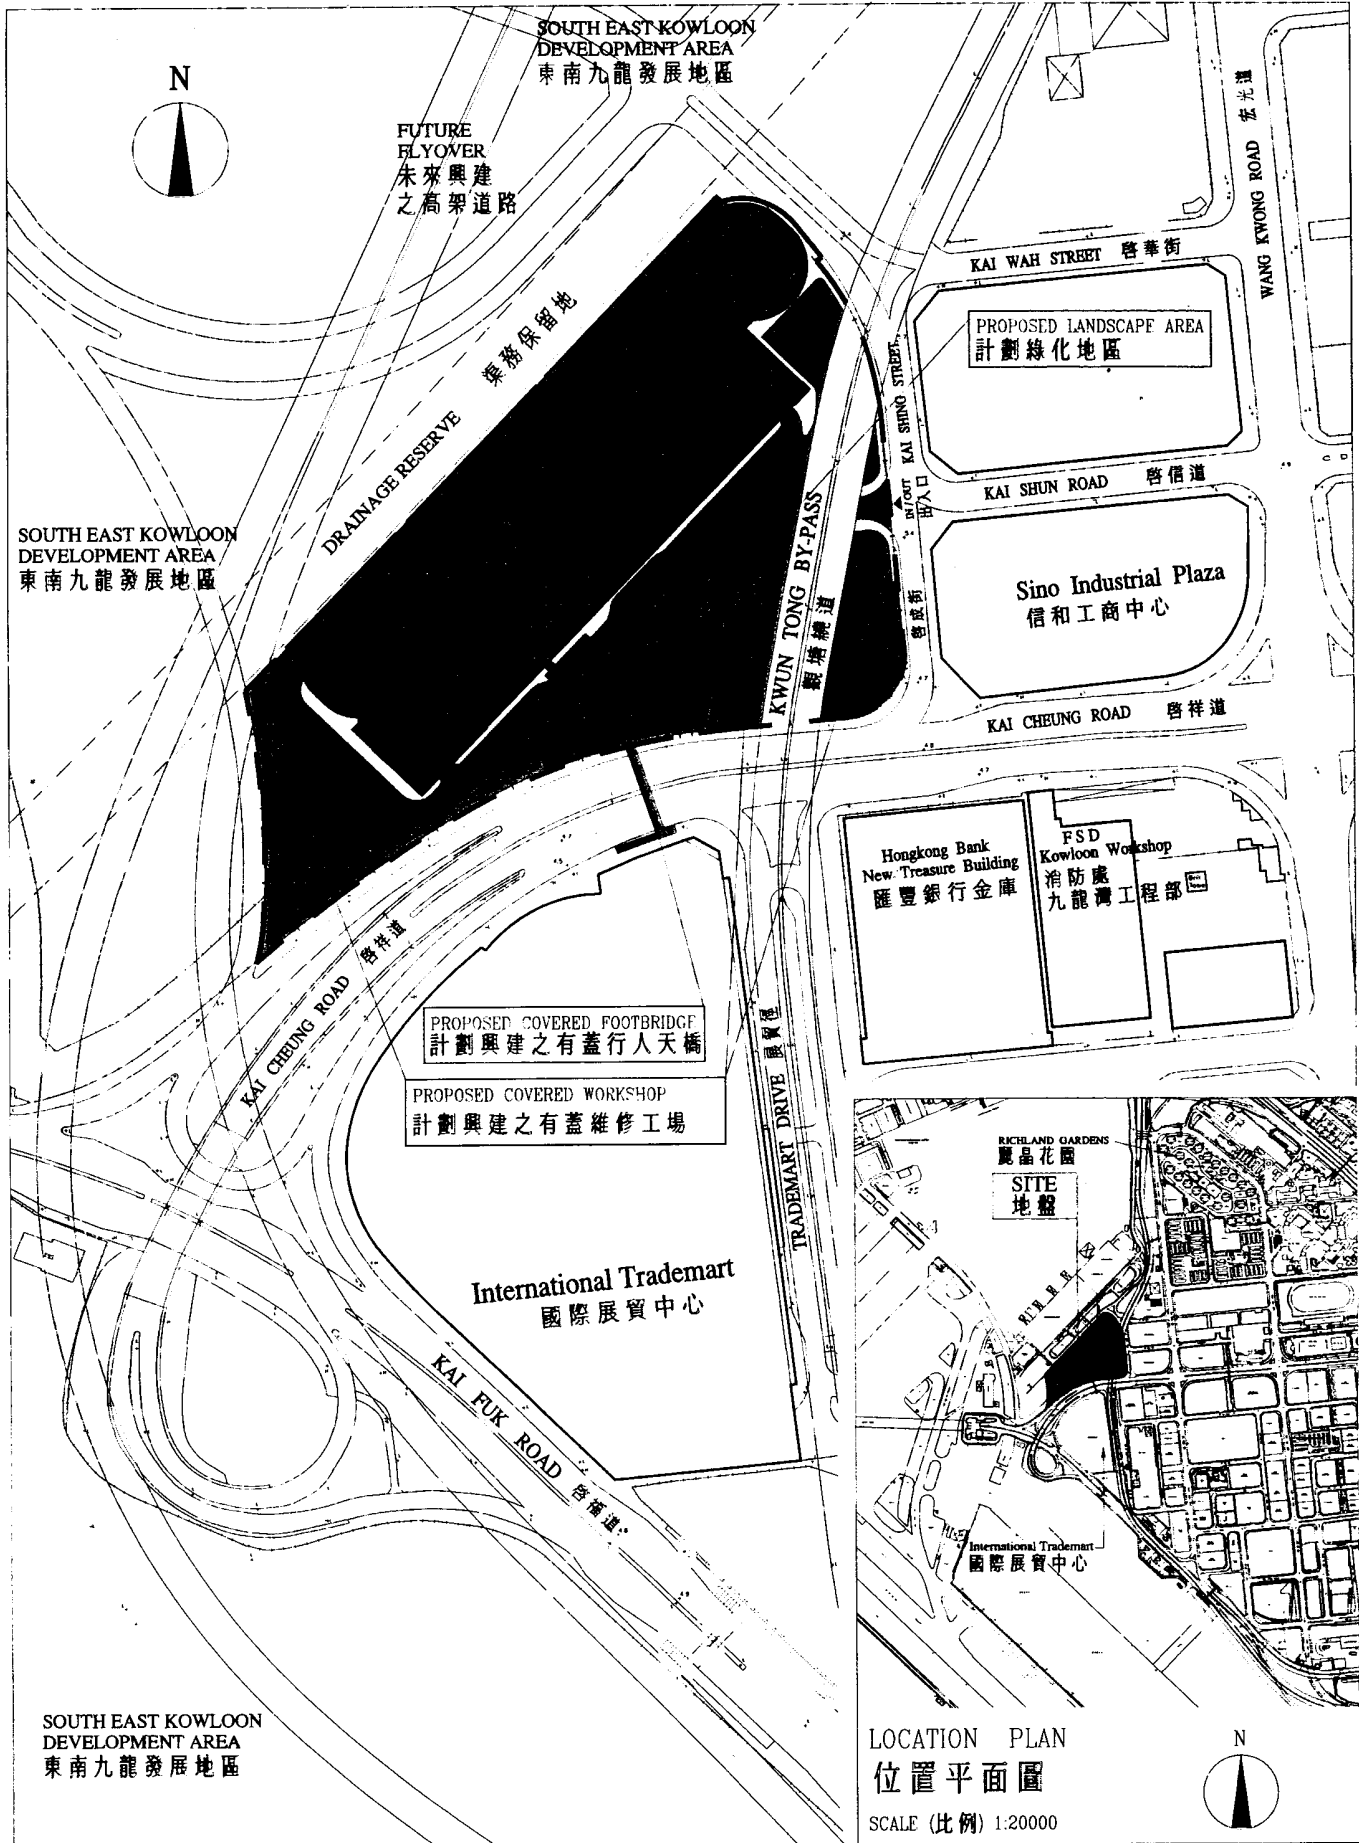 SOUTH EAST KOWLOON
DEVELOPMENT AREA
東南九龍發展地區
N
FUTURE
FLYOVER
未來興建
之高架道路
WANG KWONG ROAD 宏光道
KAI WAH STREET 啓華街
PROPOSED LANDSCAPE AREA
計劃綠化地區
DRAINAGE RESERVE 渠務保留地
KAI SHING STREET
啓成街
IN/OUT
出入口
KAI SHUN ROAD 啓信道
SOUTH EAST KOWLOON
DEVELOPMENT AREA
東南九龍發展地區
KWUN TONG BY-PASS
觀塘繞道
Sino Industrial Plaza
信和工商中心
KAI CHEUNG ROAD 啓祥道
Hongkong Bank
New Treasure Building
匯豐銀行金庫
FSD
Kowloon Workshop
消防處
九龍灣工程部
KAI CHEUNG ROAD 啓祥道
PROPOSED COVERED FOOTBRIDGE
計劃興建之有蓋行人天橋
PROPOSED COVERED WORKSHOP
計劃興建之有蓋維修工場
TRADEMART DRIVE 展貿徑
International Trademart
國際展貿中心
KAI FUK ROAD 啓福道
RICHLAND GARDENS
麗晶花園
SITE
地盤
International Trademart
國際展貿中心
SOUTH EAST KOWLOON
DEVELOPMENT AREA
東南九龍發展地區
LOCATION PLAN
位置平面圖
SCALE (比例) 1:20000
N